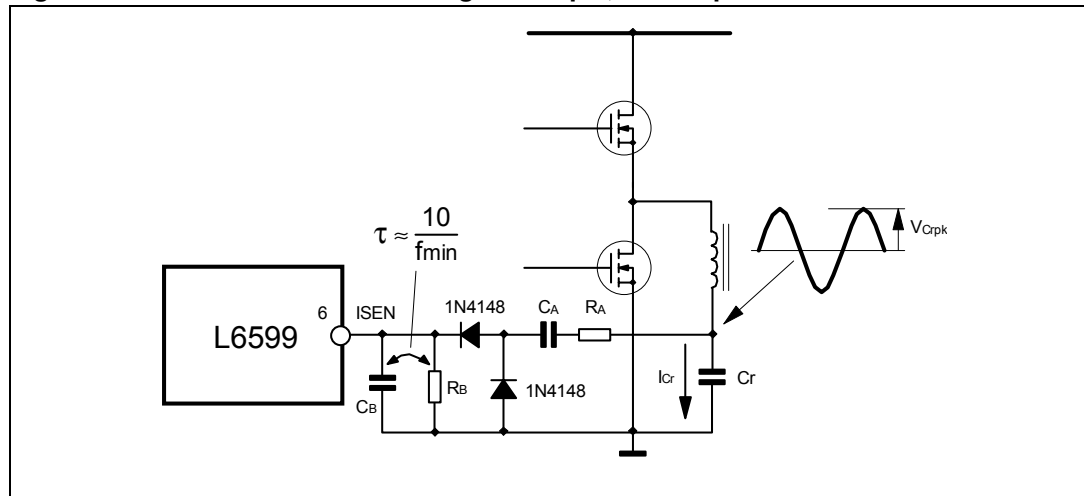 VCrpk
τ ≈ 10
fmin
6 ISEN
1N4148
CA
RA
L6599
CB
RB
1N4148
ICr
Cr